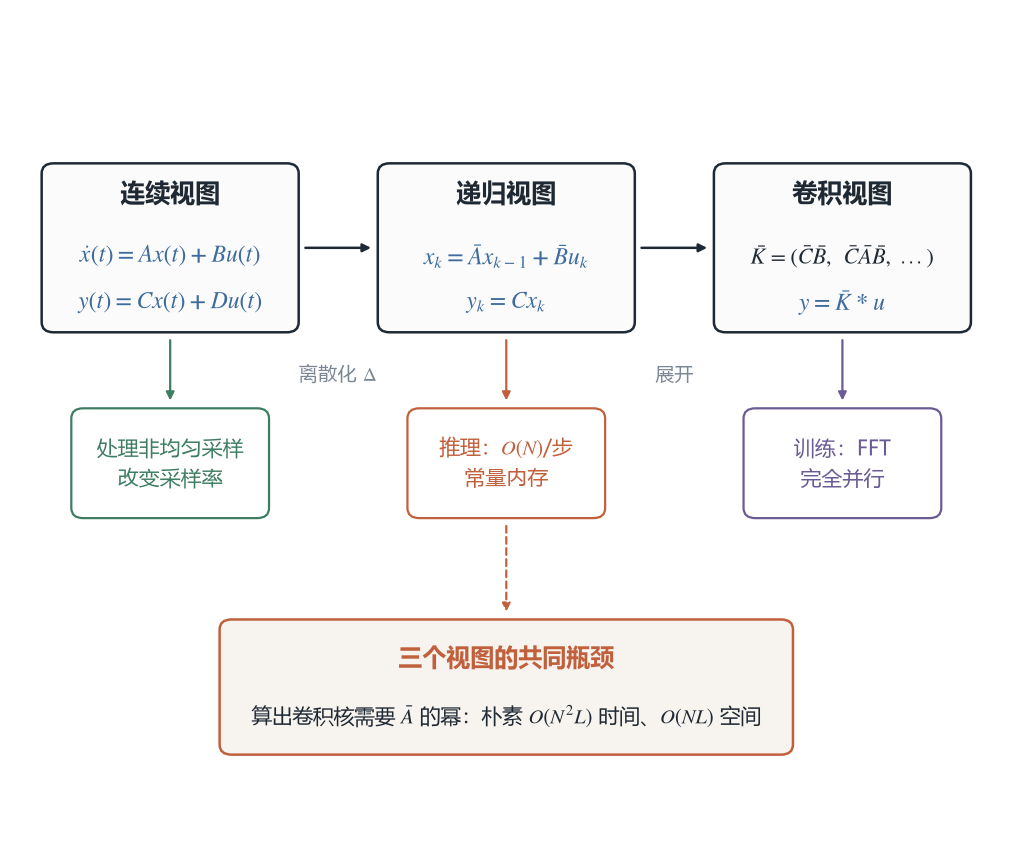 连续视图
ẋ(t) = Ax(t) + Bu(t)
y(t) = Cx(t) + Du(t)
递归视图
x_k = Āx_{k−1} + B̄u_k
y_k = Cx_k
卷积视图
K̄ = (C̄B̄, C̄ĀB̄, …)
y = K̄ * u
离散化 Δ
展开
处理非均匀采样
改变采样率
推理：O(N)/步
常量内存
训练：FFT
完全并行
三个视图的共同瓶颈
算出卷积核需要 Ā 的幂：朴素 O(N²L) 时间、O(NL) 空间